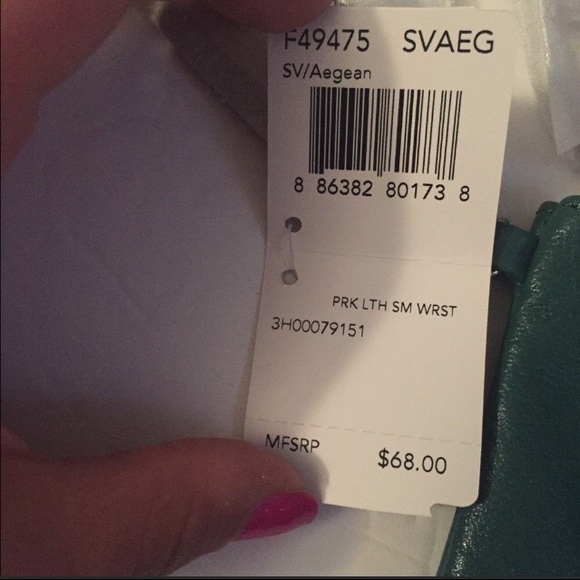 F49475 SVAEG
SV/Aegean
8 86382 80173 8
PRK LTH SM WRST
3H00079151
MFSRP $68.00